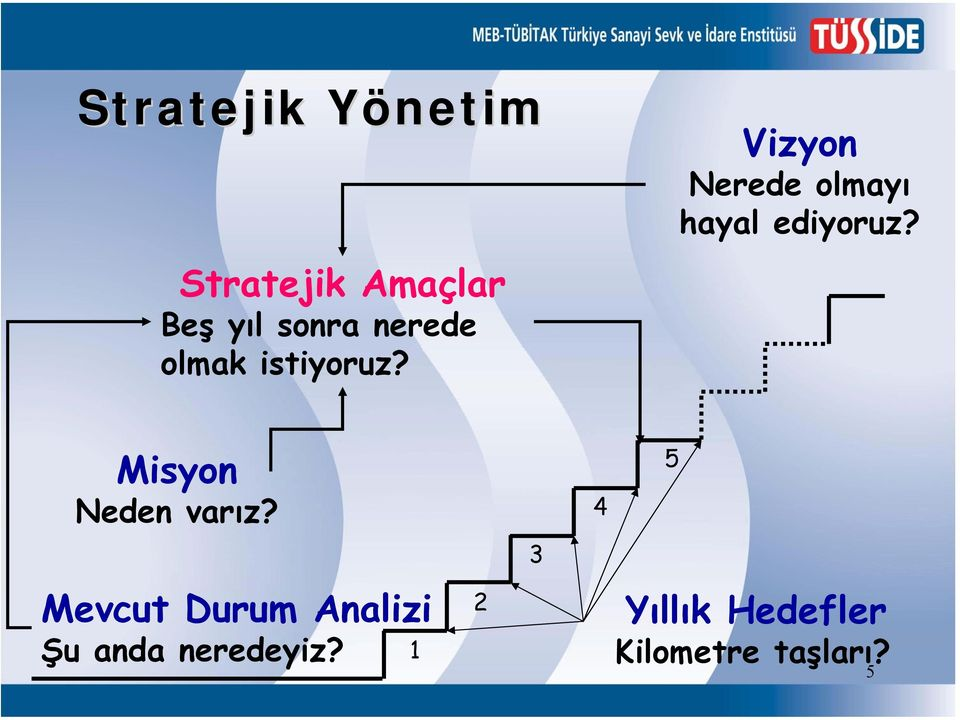 MEB-TÜBİTAK Türkiye Sanayi Sevk ve İdare Enstitüsü TÜSSİDE
Stratejik Yönetim
Vizyon
Nerede olmayı
hayal ediyoruz?
Stratejik Amaçlar
Beş yıl sonra nerede
olmak istiyoruz?
Misyon
Neden varız?
5
4
3
2
1
Mevcut Durum Analizi
Şu anda neredeyiz?
Yıllık Hedefler
Kilometre taşları?
5